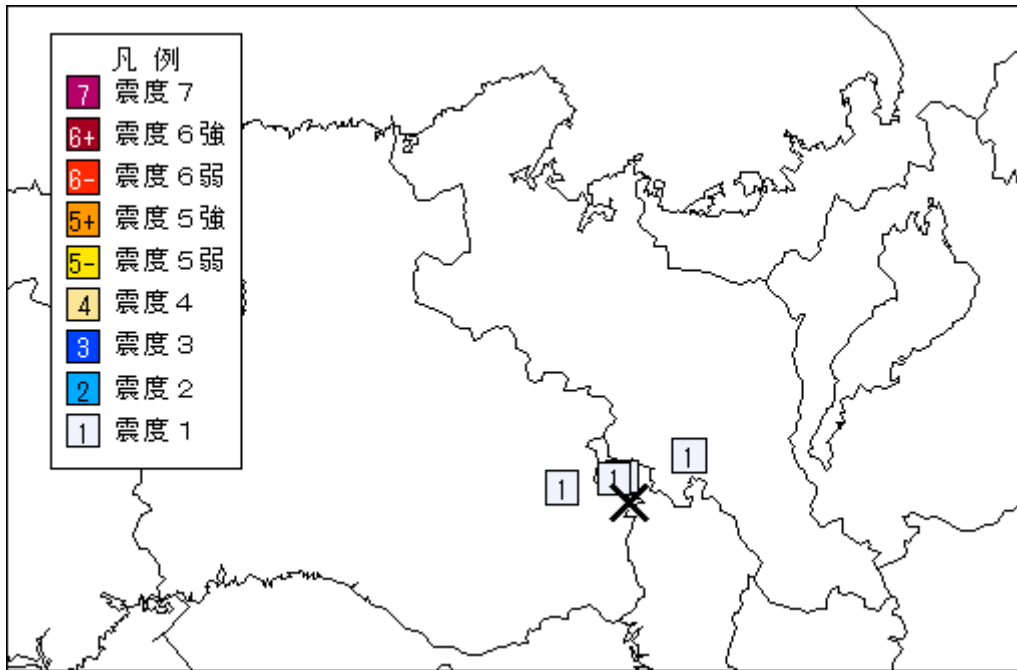 凡 例
7 震度７
6+ 震度６強
6- 震度６弱
5+ 震度５強
5- 震度５弱
4 震度４
3 震度３
2 震度２
1 震度１
1
1
1